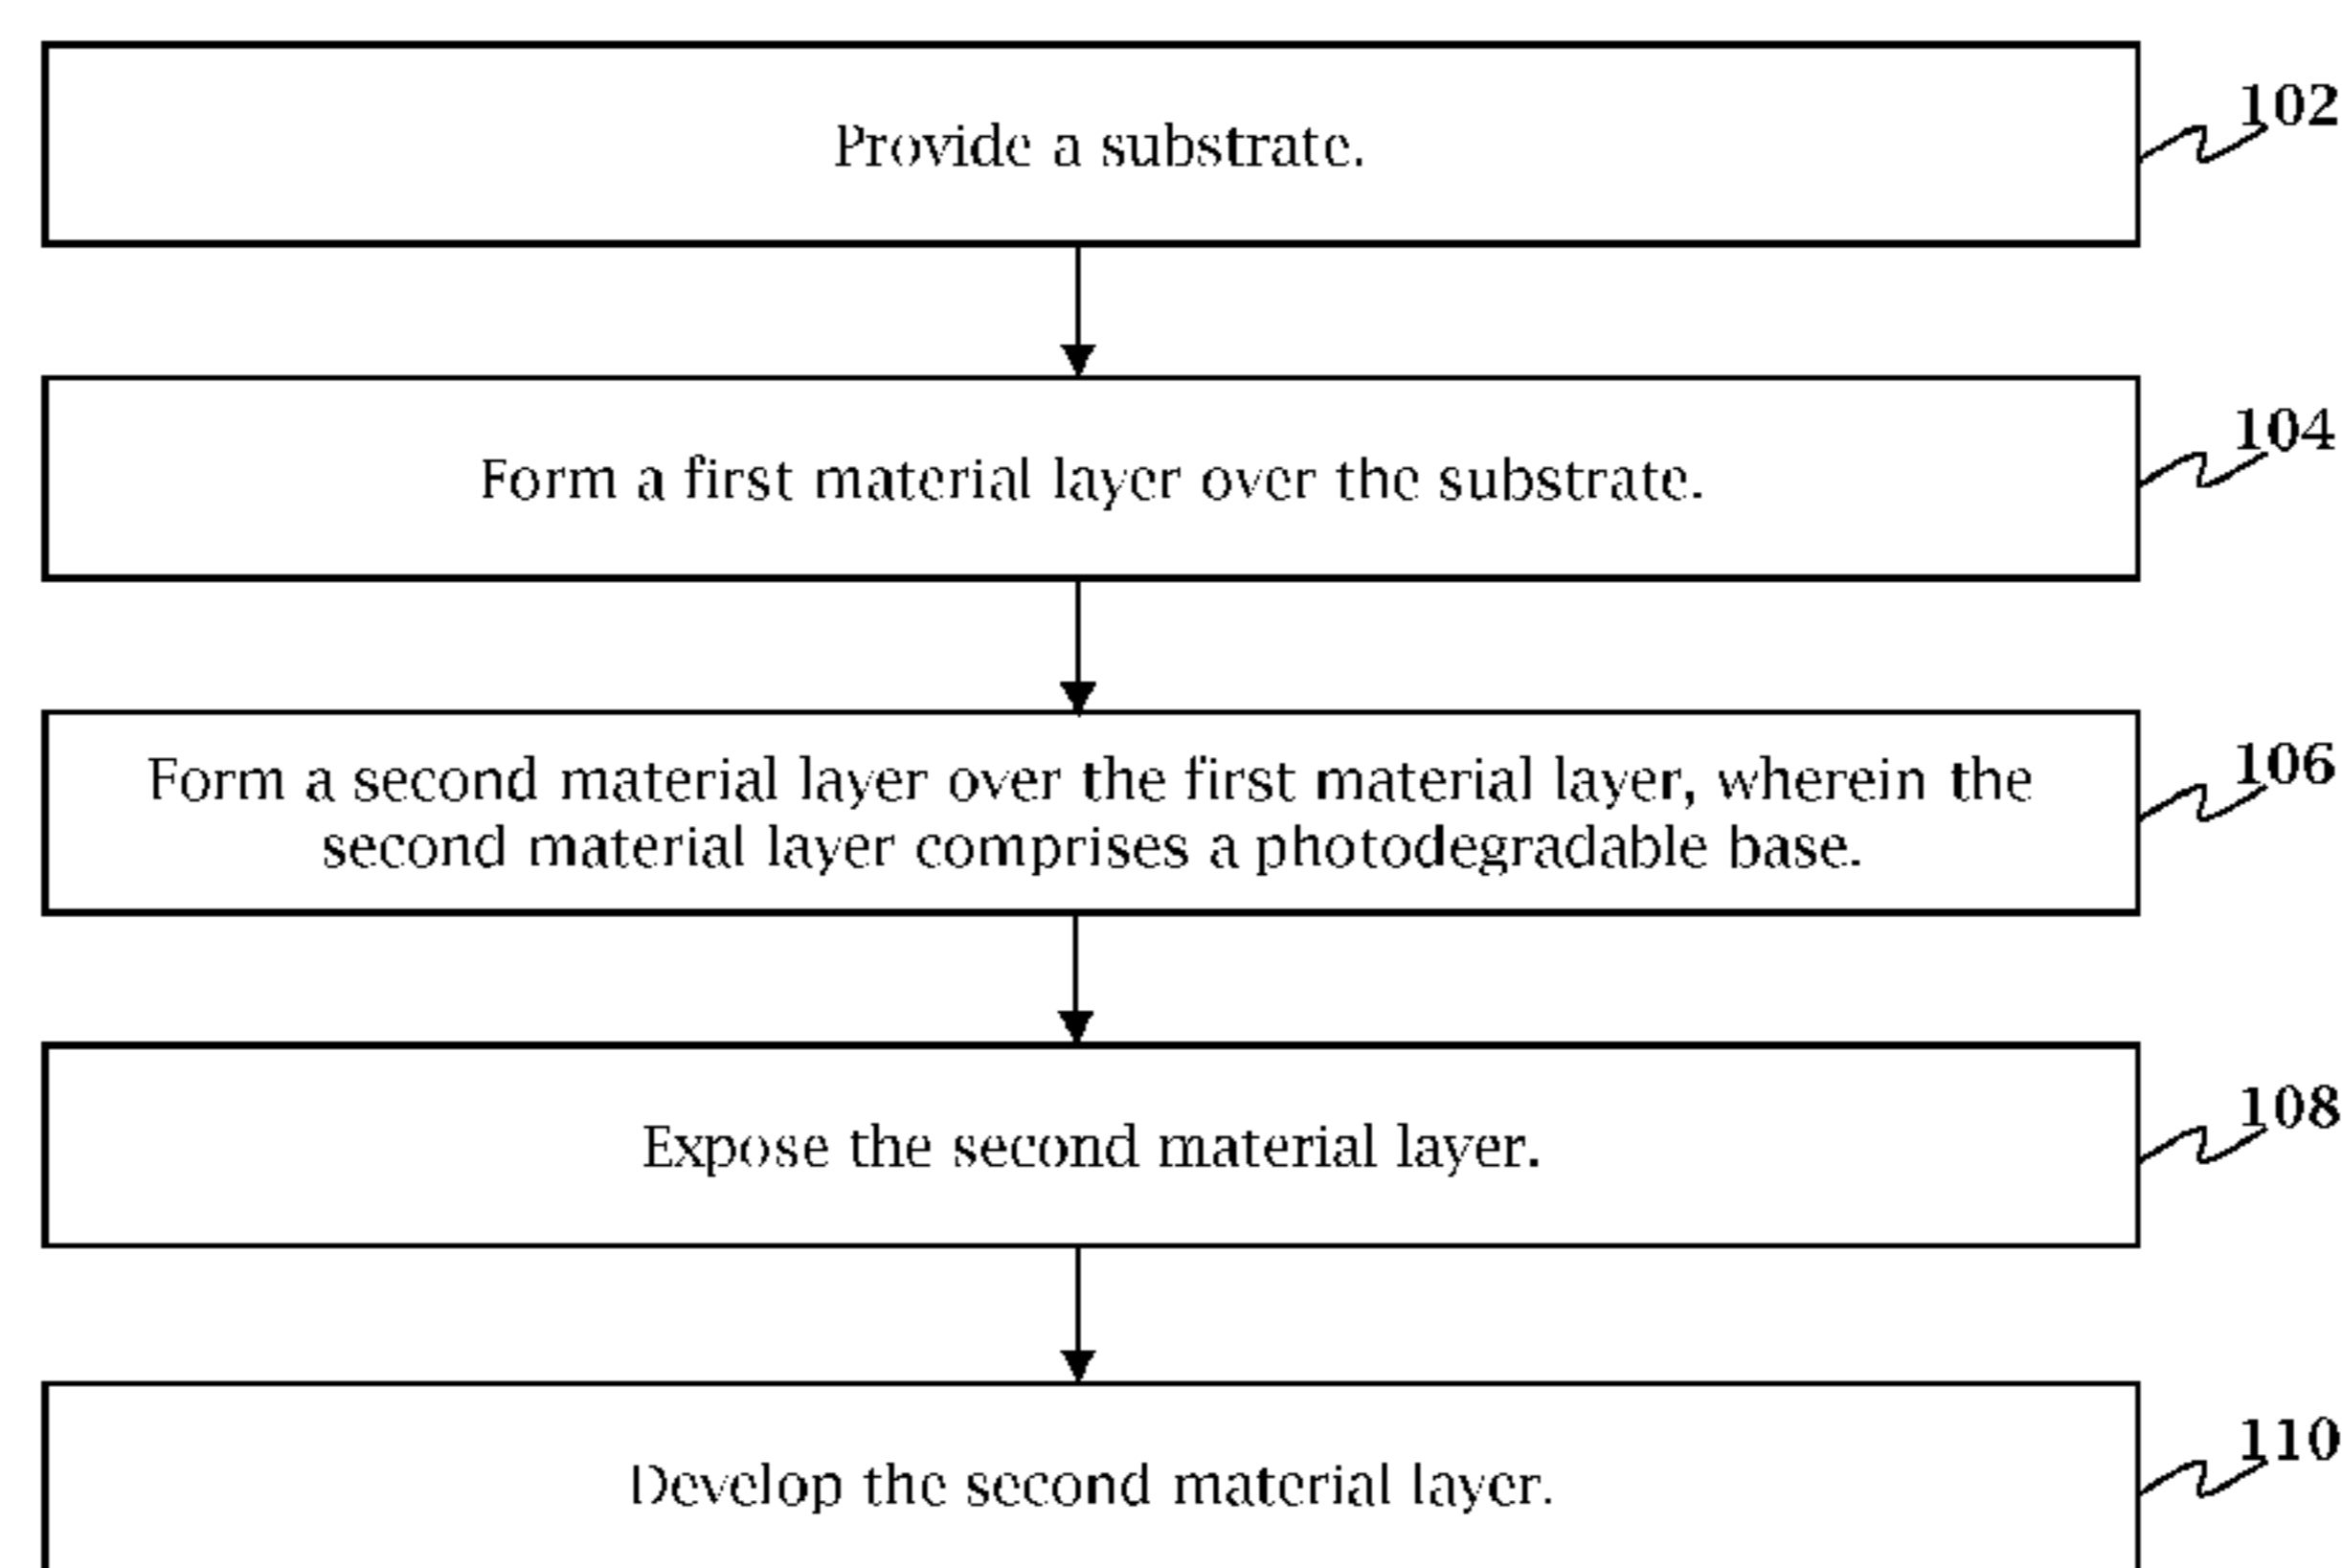 102
Provide a substrate.
104
Form a first material layer over the substrate.
106
Form a second material layer over the first material layer, wherein the
second material layer comprises a photodegradable base.
108
Expose the second material layer.
110
Develop the second material layer.